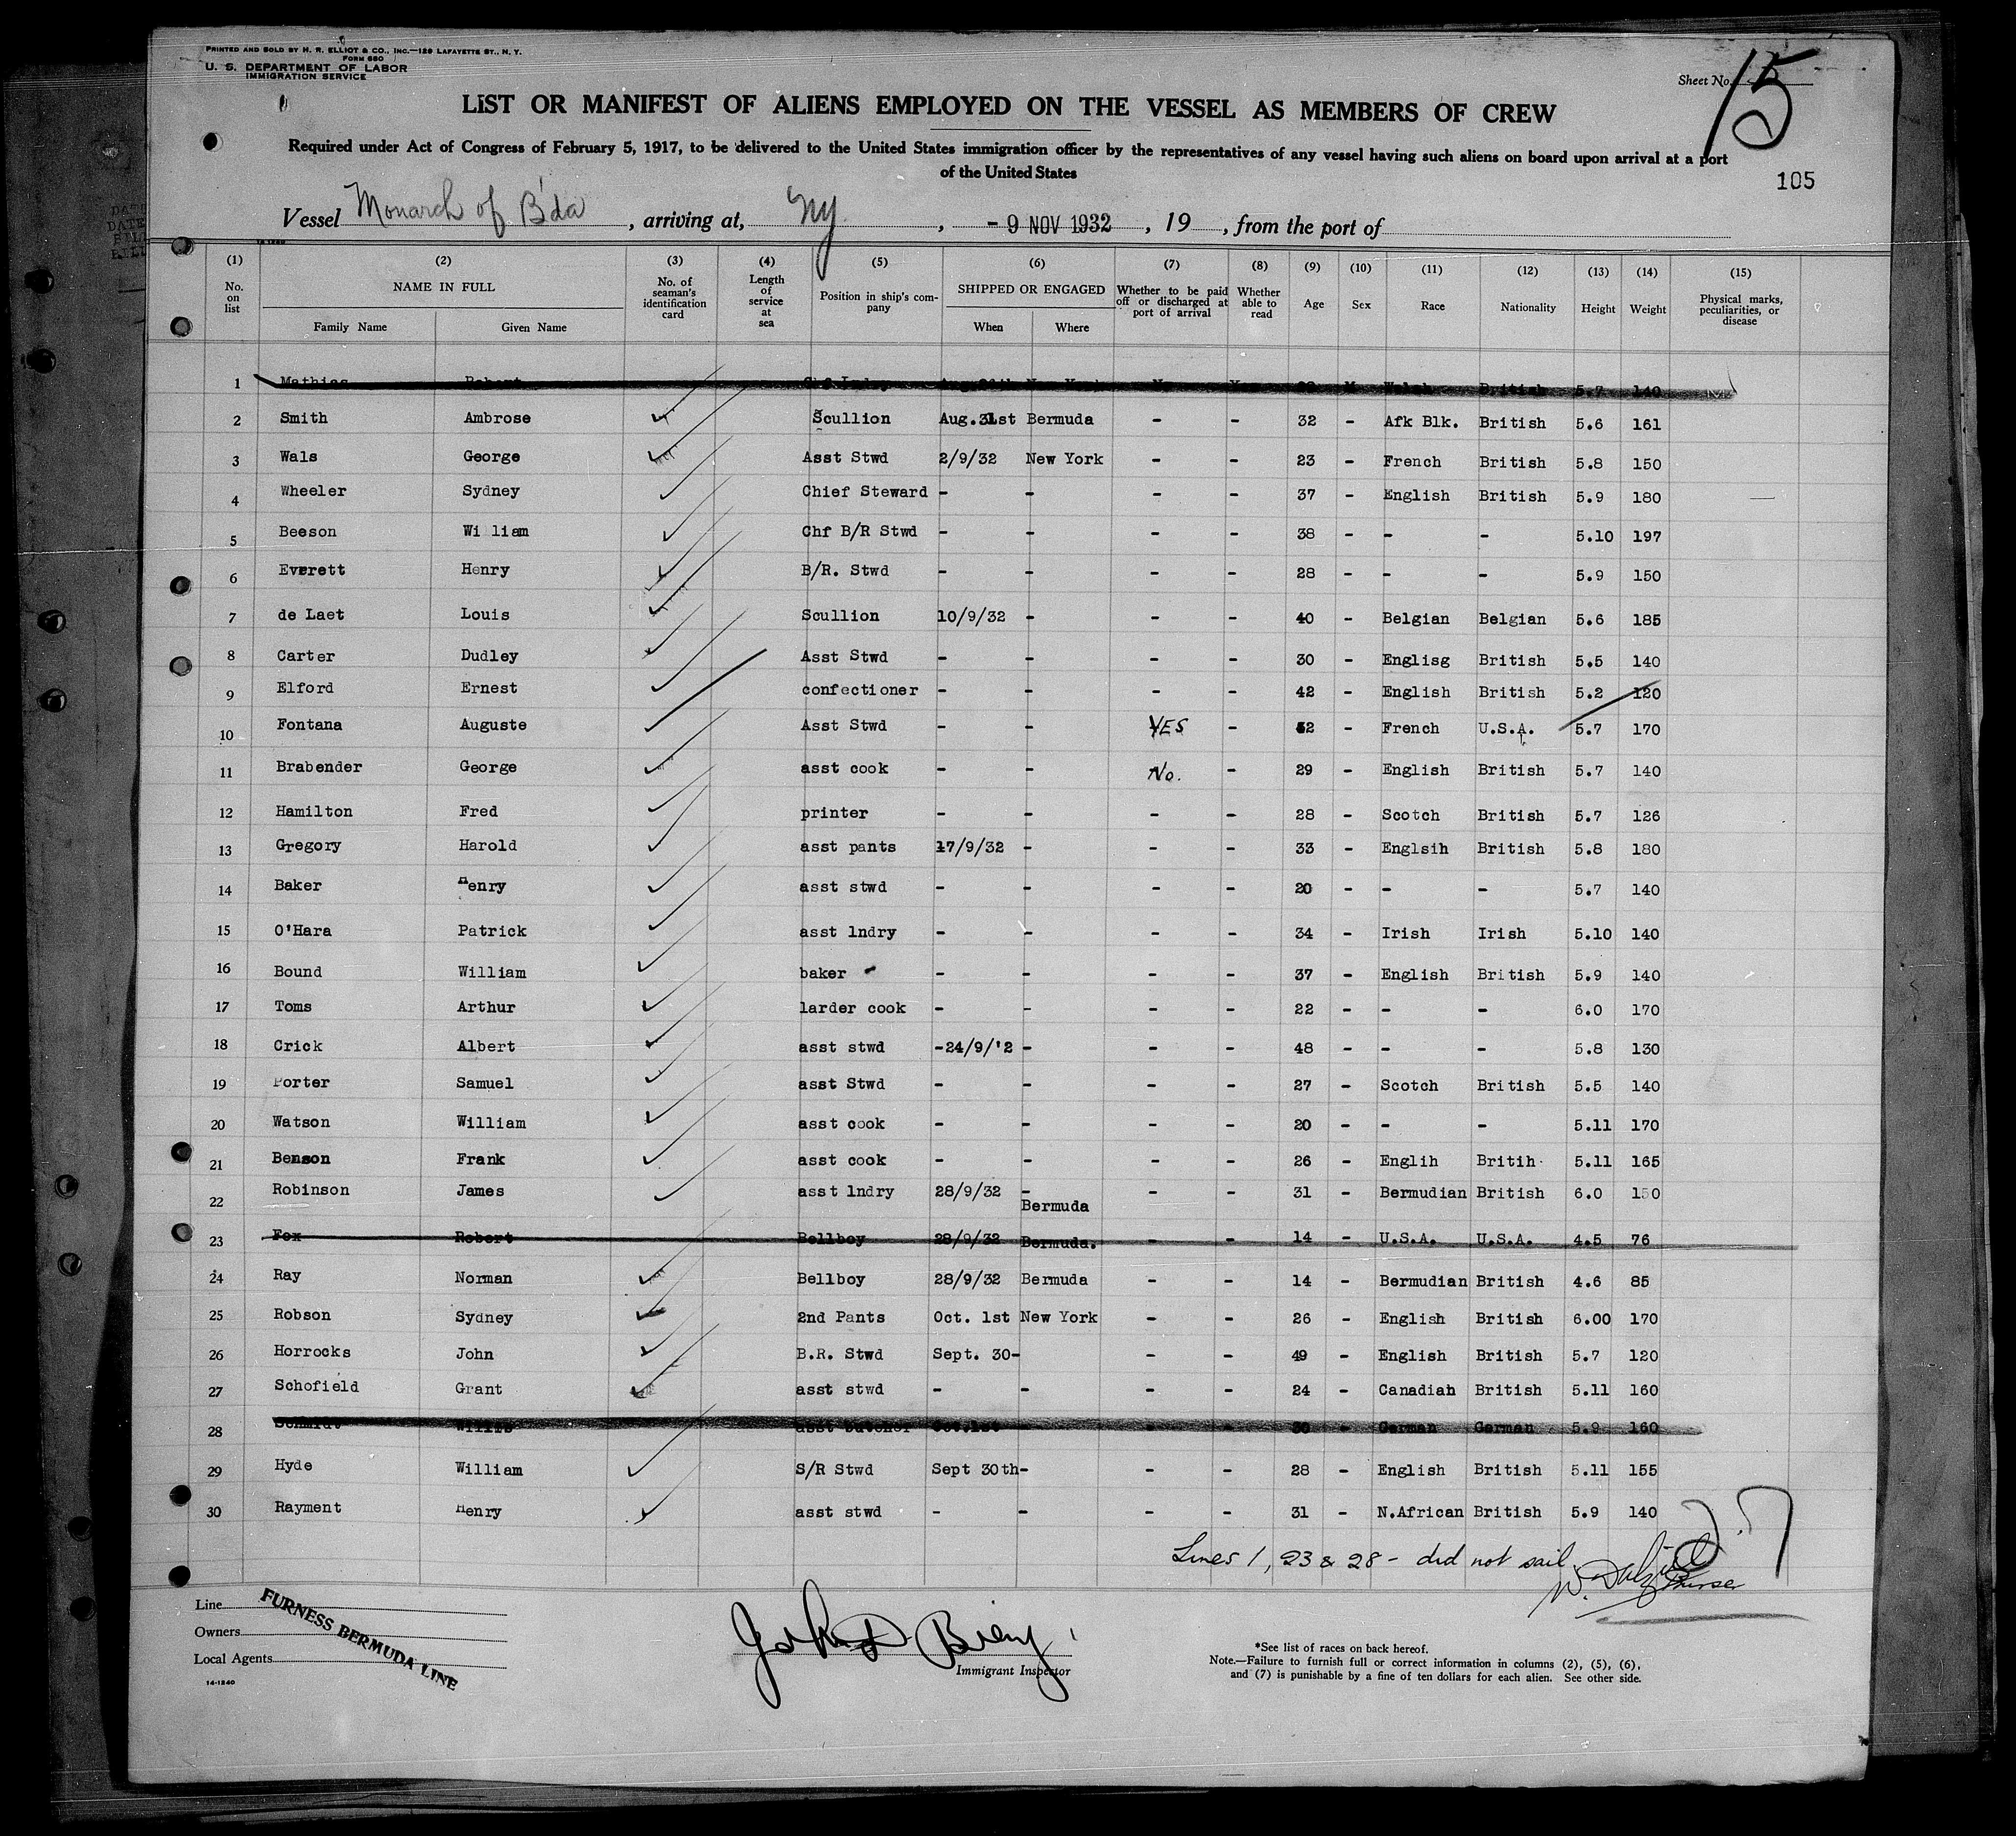 PRINTED AND SOLD BY H. R. ELLIOT & CO., INC.—129 LAFAYETTE ST., N. Y.
FORM 680
U. S. DEPARTMENT OF LABOR
IMMIGRATION SERVICE
Sheet No. 15
LIST OR MANIFEST OF ALIENS EMPLOYED ON THE VESSEL AS MEMBERS OF CREW
Required under Act of Congress of February 5, 1917, to be delivered to the United States immigration officer by the representatives of any vessel having such aliens on board upon arrival at a port
of the United States
105
Vessel Monarch of B'da, arriving at, Ny, - 9 NOV 1932, 19, from the port of
(1) No. on list (2) NAME IN FULL Family Name Given Name (3) No. of seaman's identification card (4) Length of service at sea (5) Position in ship's company (6) SHIPPED OR ENGAGED When Where (7) Whether to be paid off or discharged at port of arrival (8) Whether able to read (9) Age (10) Sex (11) Race (12) Nationality (13) Height (14) Weight (15) Physical marks, peculiarities, or disease
1 Mathias Robert New York No Yes M Welsh British 5.7 140
2 Smith Ambrose Scullion Aug.31st Bermuda - - 32 - Afk Blk. British 5.6 161
3 Wals George Asst Stwd 2/9/32 New York - - 23 - French British 5.8 150
4 Wheeler Sydney Chief Steward - - - - 37 - English British 5.9 180
5 Beeson Wi liam Chf B/R Stwd - - - - 38 - - - 5.10 197
6 Everett Henry B/R. Stwd - - - - 28 - - - 5.9 150
7 de Laet Louis Scullion 10/9/32 - - - 40 - Belgian Belgian 5.6 185
8 Carter Dudley Asst Stwd - - - - 30 - Englisg British 5.5 140
9 Elford Ernest confectioner - - - - 42 - English British 5.2 120
10 Fontana Auguste Asst Stwd - - YES - 52 - French U.S.A. 5.7 170
11 Brabender George asst cook - - No. - 29 - English British 5.7 140
12 Hamilton Fred printer - - - - 28 - Scotch British 5.7 126
13 Gregory Harold asst pants 17/9/32 - - - 33 - Englsih British 5.8 180
14 Baker Henry asst stwd - - - - 20 - - - 5.7 140
15 O'Hara Patrick asst lndry - - - - 34 - Irish Irish 5.10 140
16 Bound William baker - - - - 37 - English British 5.9 140
17 Toms Arthur larder cook - - - - 22 - - - 6.0 170
18 Crick Albert asst stwd -24/9/'2 - - - 48 - - - 5.8 130
19 Porter Samuel asst Stwd - - - - 27 - Scotch British 5.5 140
20 Watson William asst cook - - - - 20 - - - 5.11 170
21 Benson Frank asst cook - - - - 26 - Englih Britih 5.11 165
22 Robinson James asst lndry 28/9/32 - Bermuda - - 31 - Bermudian British 6.0 150
23 Fox Robert Bellboy 28/9/32 Bermuda. - - 14 - U.S.A. U.S.A. 4.5 76
24 Ray Norman Bellboy 28/9/32 Bermuda - - 14 - Bermudian British 4.6 85
25 Robson Sydney 2nd Pants Oct. 1st New York - - 26 - English British 6.00 170
26 Horrocks John B.R. Stwd Sept. 30- - - 49 - English British 5.7 120
27 Schofield Grant asst stwd - - - - 24 - Canadiah British 5.11 160
28 Schmidt asst butcher Oct.1st - - - 30 - German German 5.9 160
29 Hyde William S/R Stwd Sept 30th- - - 28 - English British 5.11 155
30 Rayment Henry asst stwd - - - - 31 - N.African British 5.9 140
Lines 1, 23 & 28 - did not sail
Purser
Line
Owners
Local Agents
FURNESS BERMUDA LINE
14-1240
Immigrant Inspector
*See list of races on back hereof.
Note.—Failure to furnish full or correct information in columns (2), (5), (6),
and (7) is punishable by a fine of ten dollars for each alien. See other side.